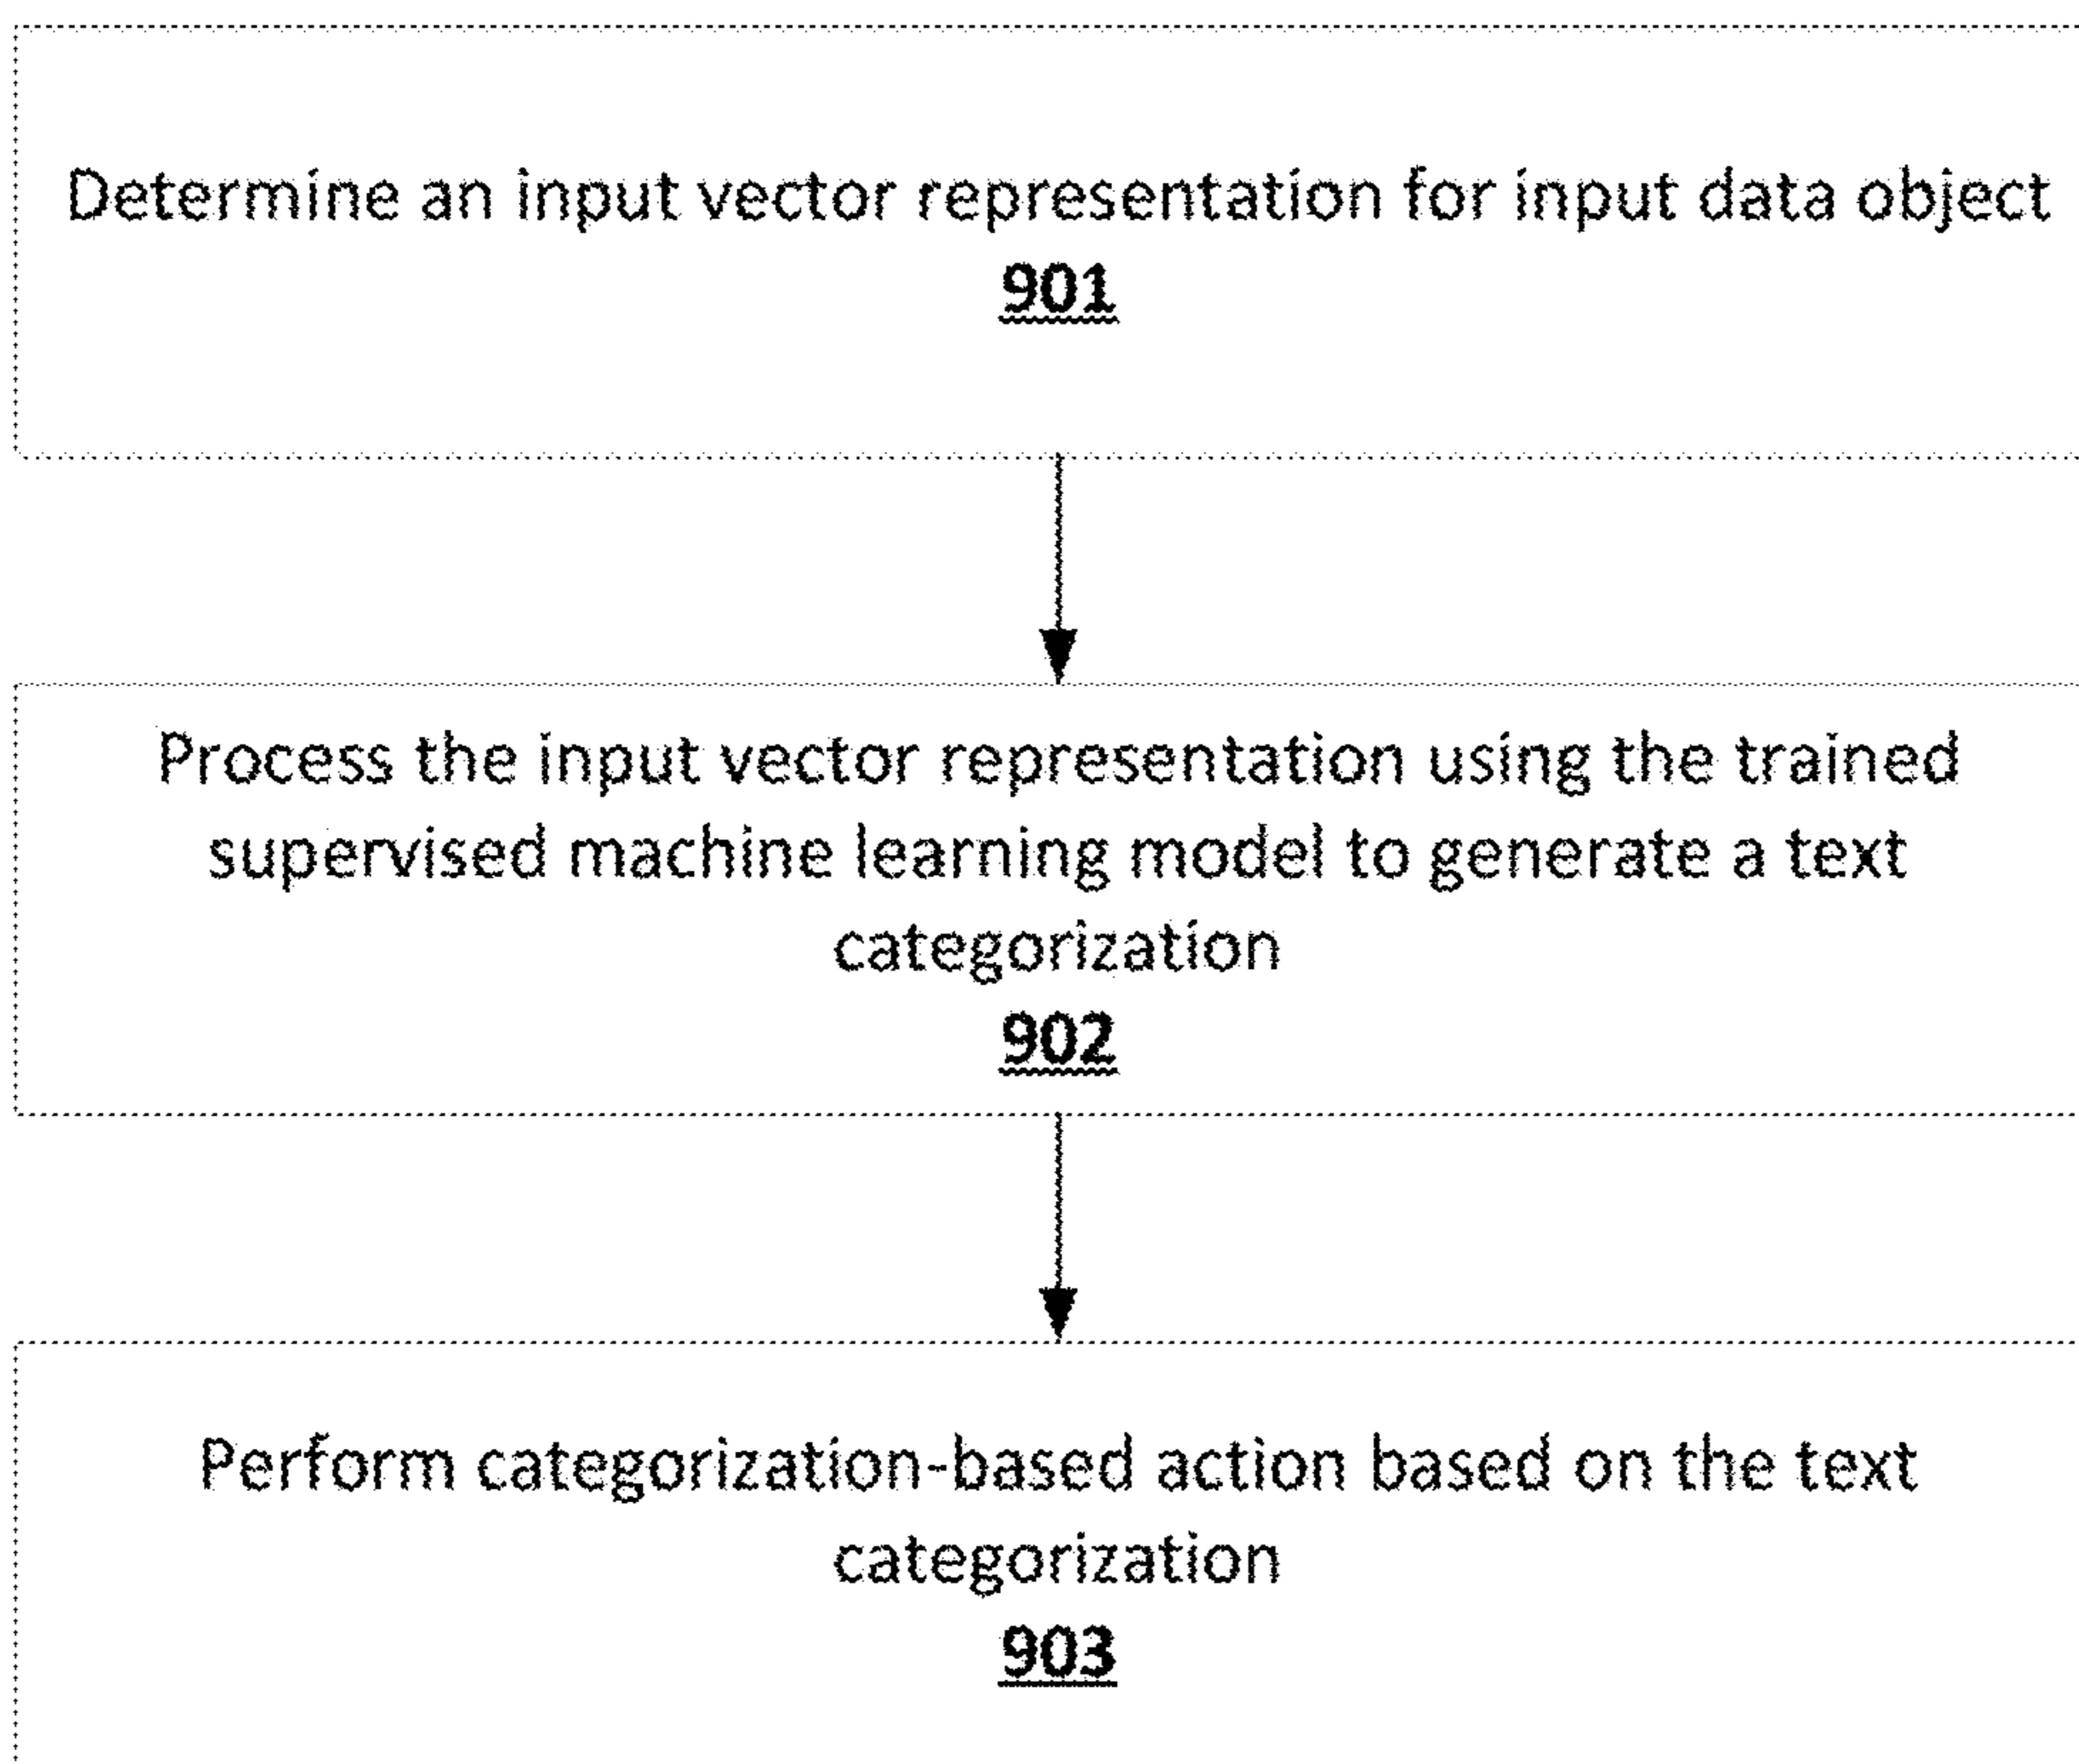 Determine an input vector representation for input data object
901
Process the input vector representation using the trained
supervised machine learning model to generate a text
categorization
902
Perform categorization-based action based on the text
categorization
903